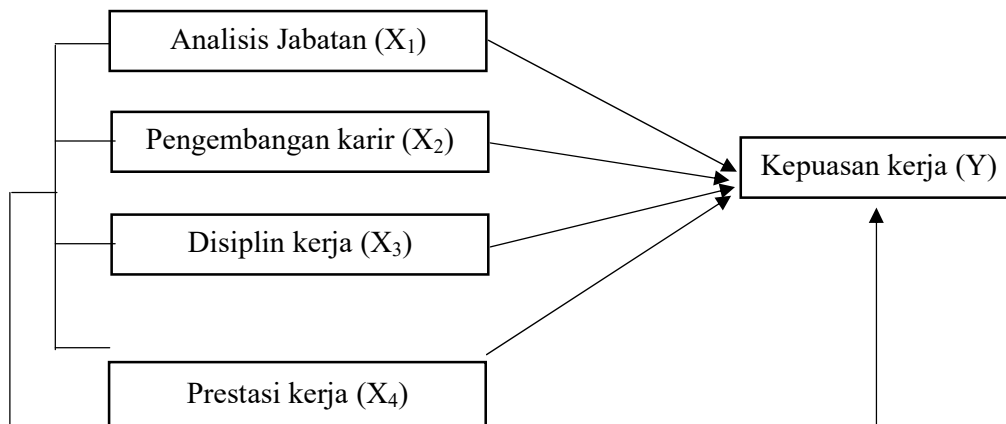 Analisis Jabatan (X₁)
Pengembangan karir (X₂)
Kepuasan kerja (Y)
Disiplin kerja (X₃)
Prestasi kerja (X₄)